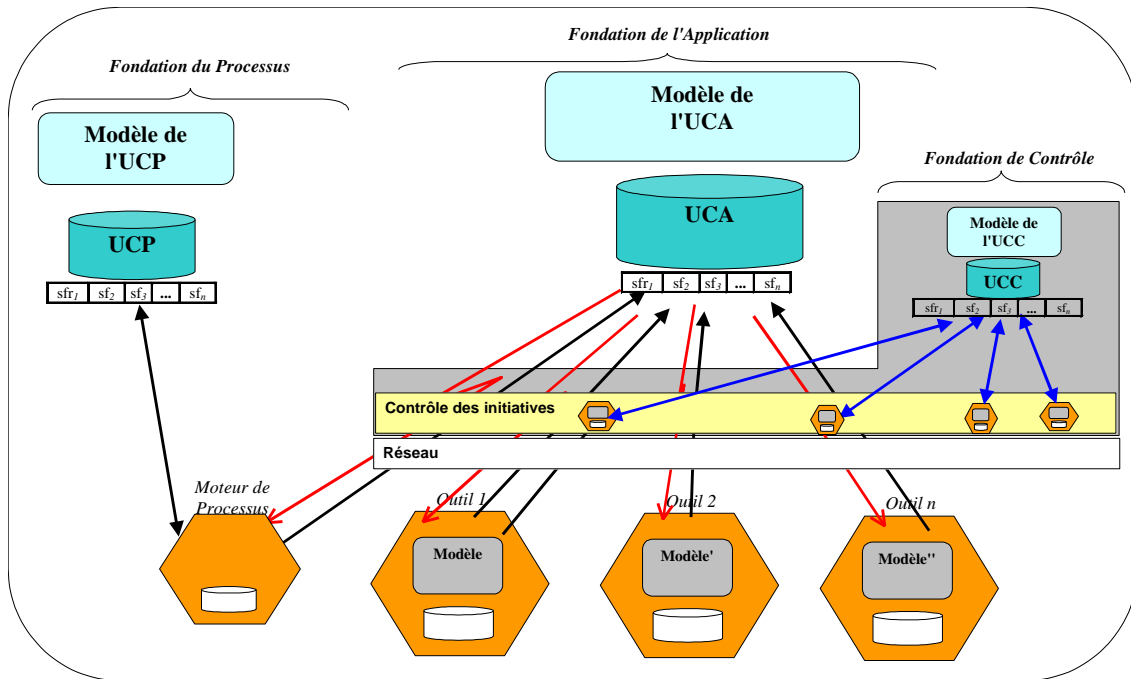 Fondation de l'Application
Fondation du Processus
Modèle de
l'UCP
Modèle de
l'UCA
Fondation de Contrôle
UCP
UCA
Modèle de
l'UCC
UCC
sfr1 sf2 sf3 ... sfn
sfr1 sf2 sf3 ... sfn
sfr1 sf2 sf3 ... sfn
Contrôle des initiatives
Réseau
Moteur de
Processus
Outil 1
Outil 2
Outil n
Modèle
Modèle'
Modèle''